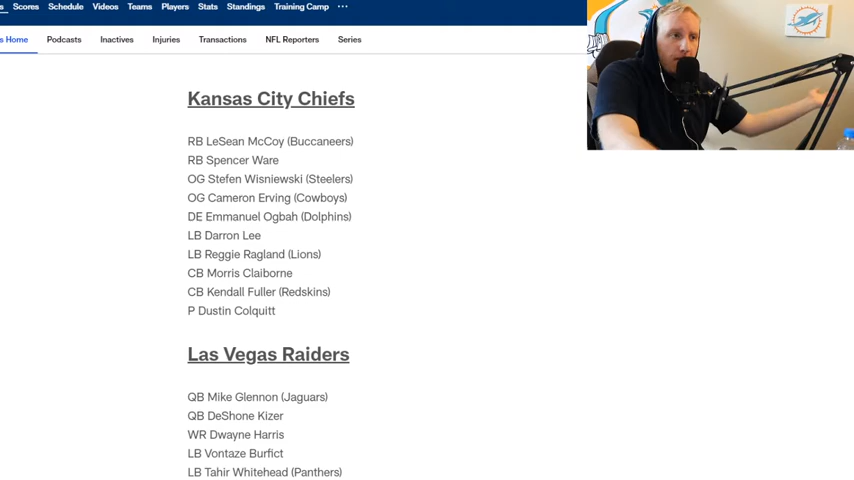 s Scores Schedule Videos Teams Players Stats Standings Training Camp ...
s Home Podcasts Inactives Injuries Transactions NFL Reporters Series
Kansas City Chiefs
RB LeSean McCoy (Buccaneers)
RB Spencer Ware
OG Stefen Wisniewski (Steelers)
OG Cameron Erving (Cowboys)
DE Emmanuel Ogbah (Dolphins)
LB Darron Lee
LB Reggie Ragland (Lions)
CB Morris Claiborne
CB Kendall Fuller (Redskins)
P Dustin Colquitt
Las Vegas Raiders
QB Mike Glennon (Jaguars)
QB DeShone Kizer
WR Dwayne Harris
LB Vontaze Burfict
LB Tahir Whitehead (Panthers)